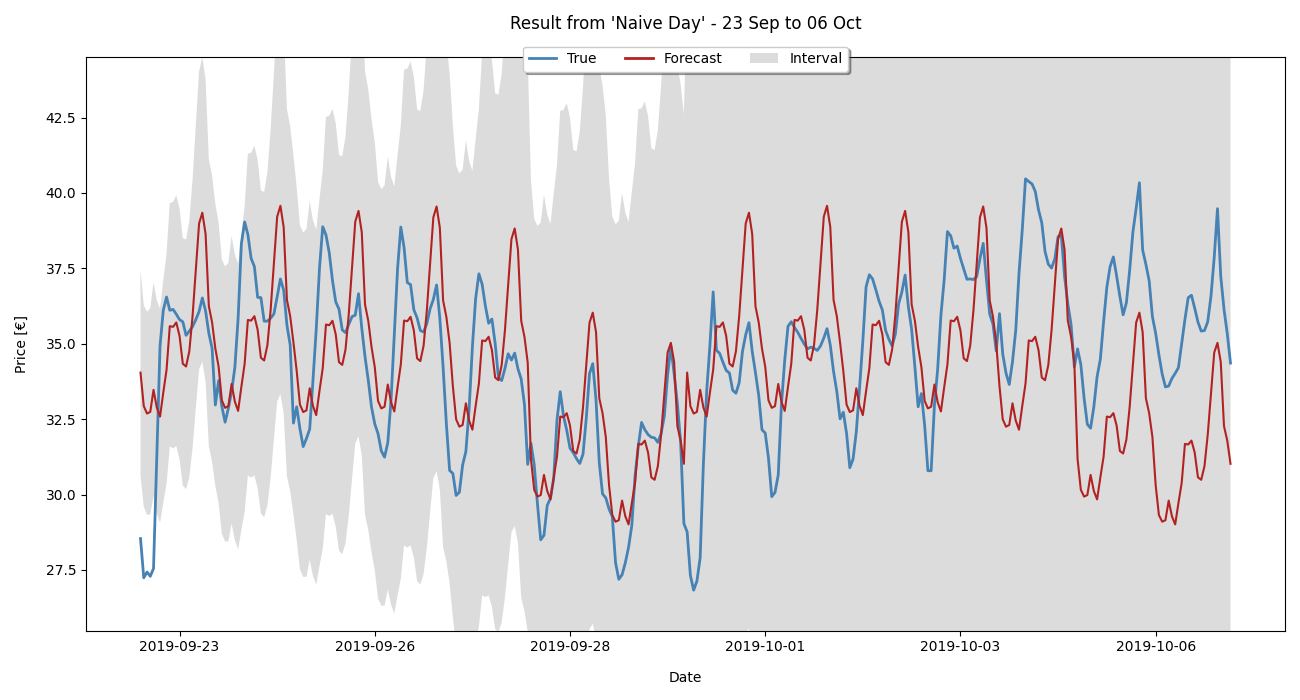 Result from 'Naive Day' - 23 Sep to 06 Oct
True
Forecast
Interval
Price [€]
42.5
40.0
37.5
35.0
32.5
30.0
27.5
2019-09-23
2019-09-26
2019-09-28
2019-10-01
2019-10-03
2019-10-06
Date